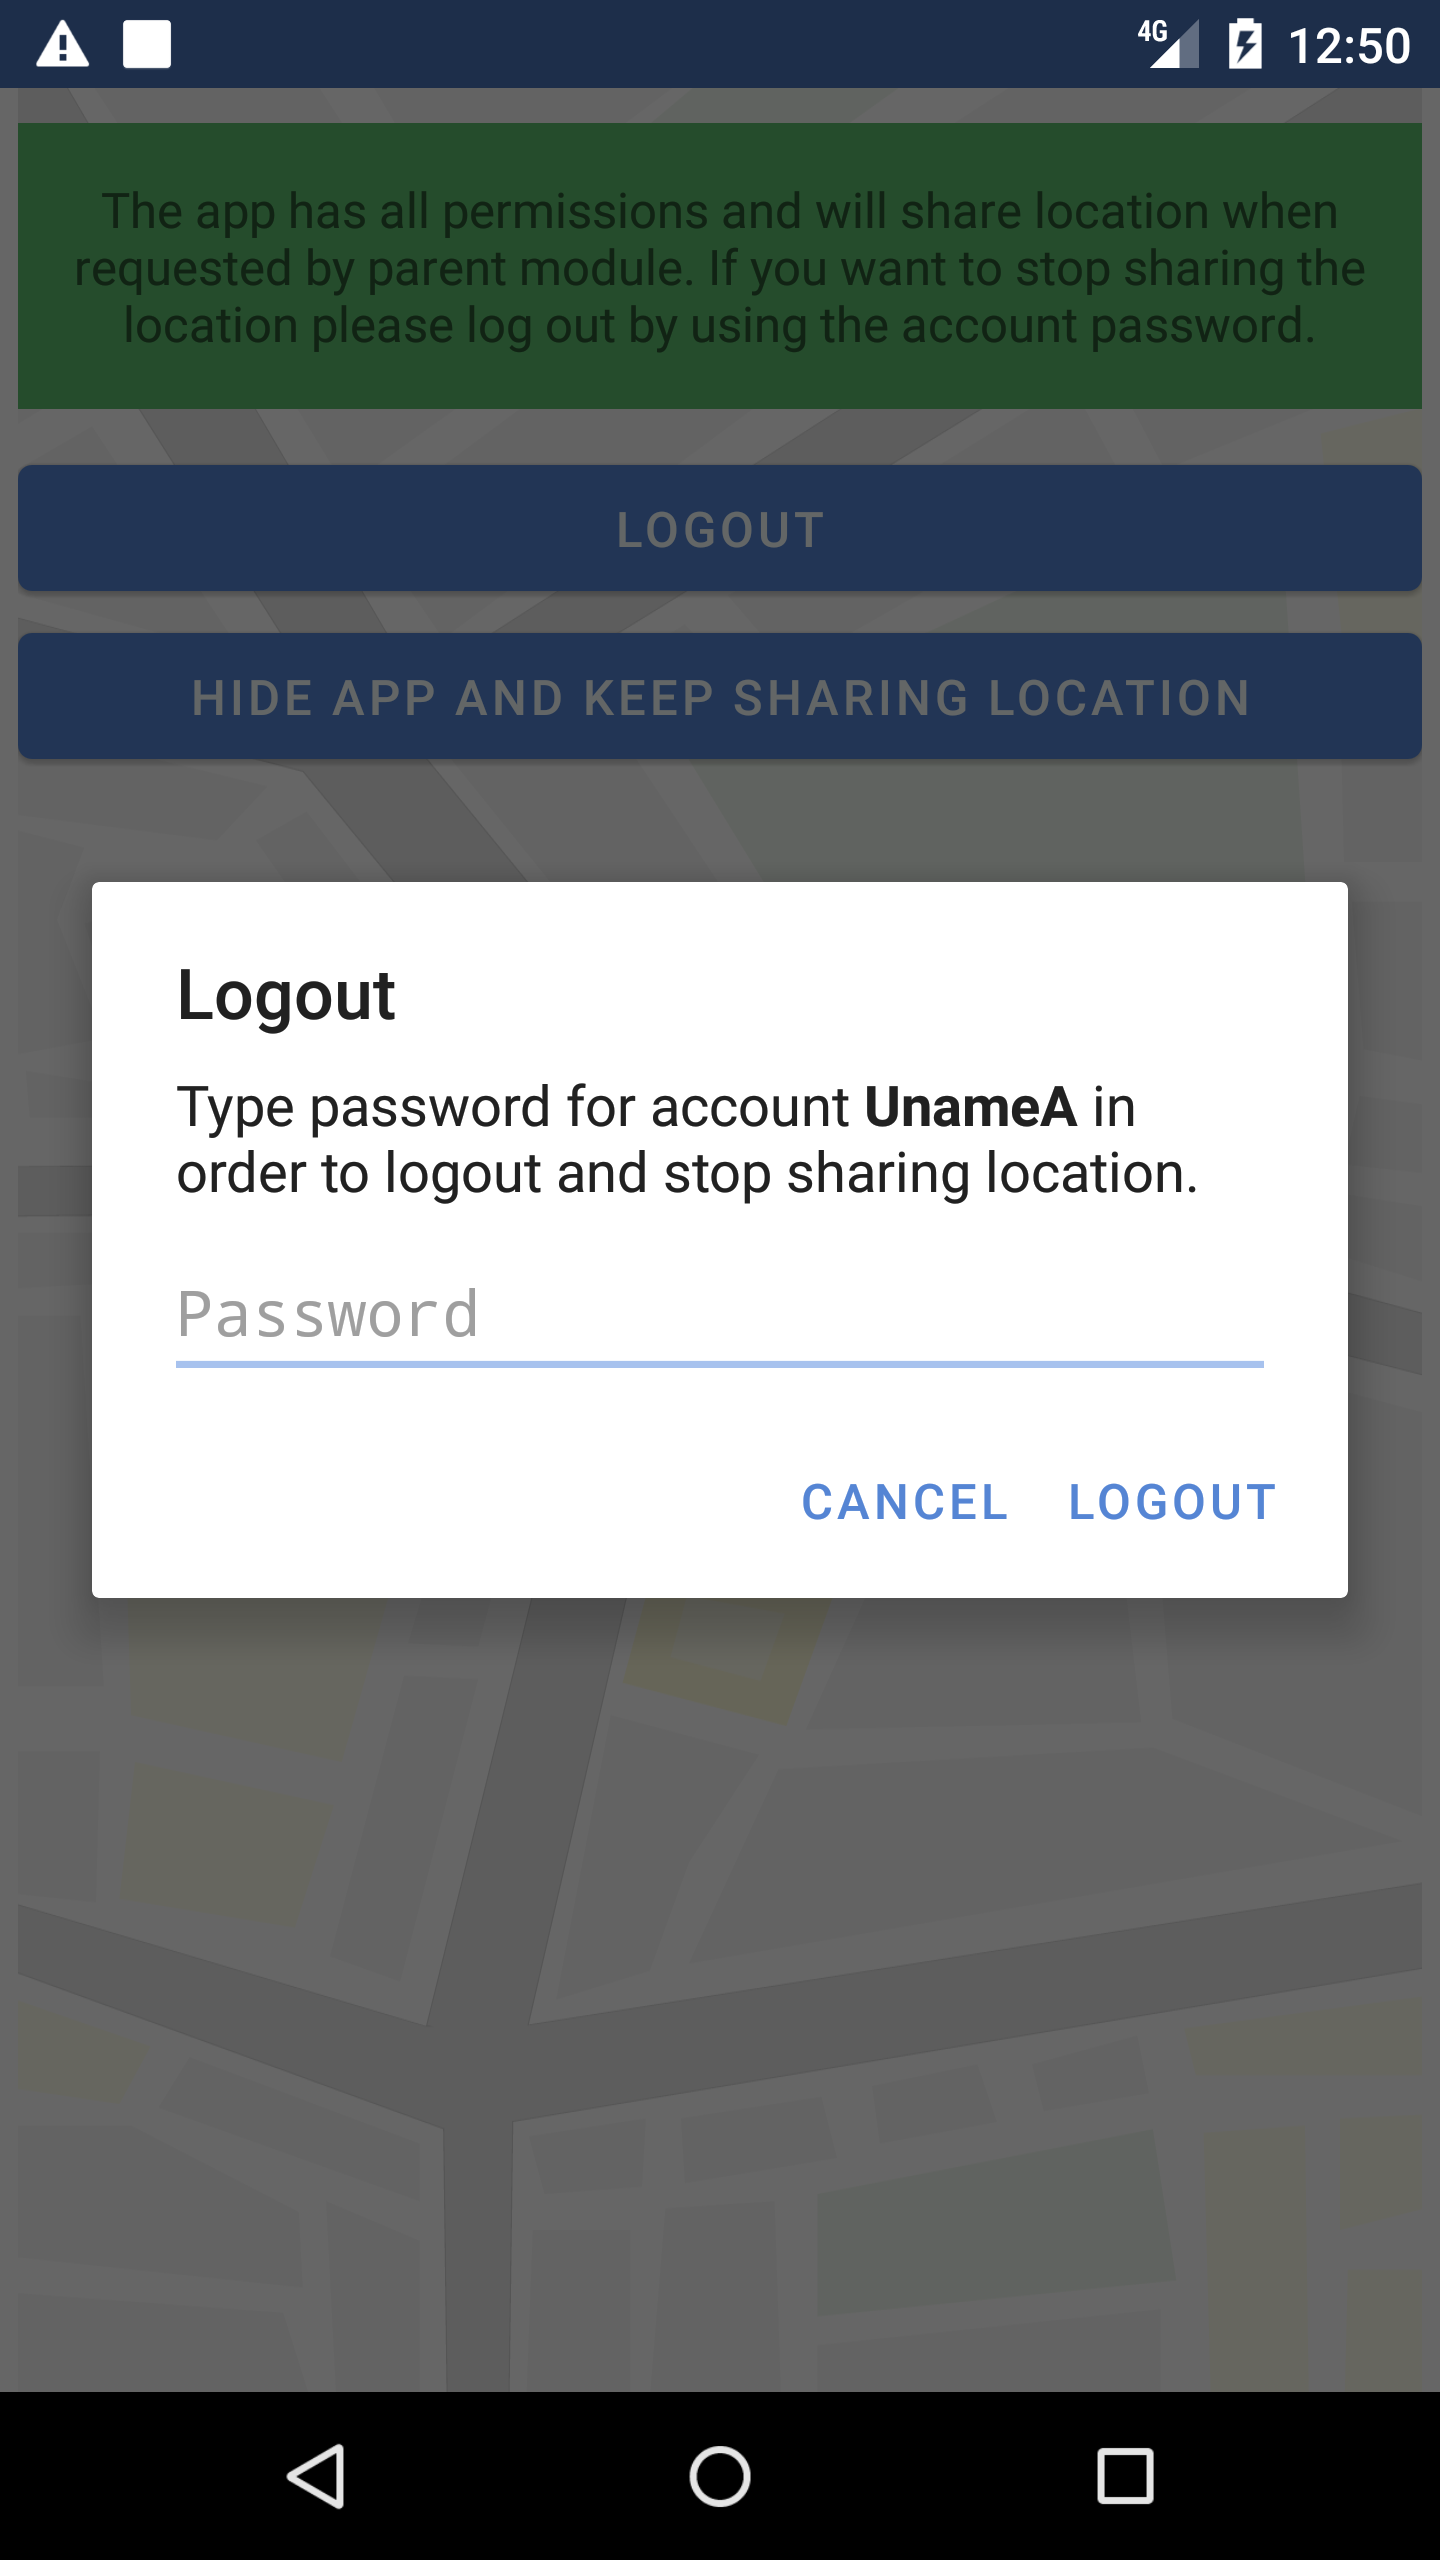 4G 12:50
The app has all permissions and will share location when
requested by parent module. If you want to stop sharing the
location please log out by using the account password.
LOGOUT
HIDE APP AND KEEP SHARING LOCATION
Logout
Type password for account UnameA in
order to logout and stop sharing location.
Password
CANCEL LOGOUT